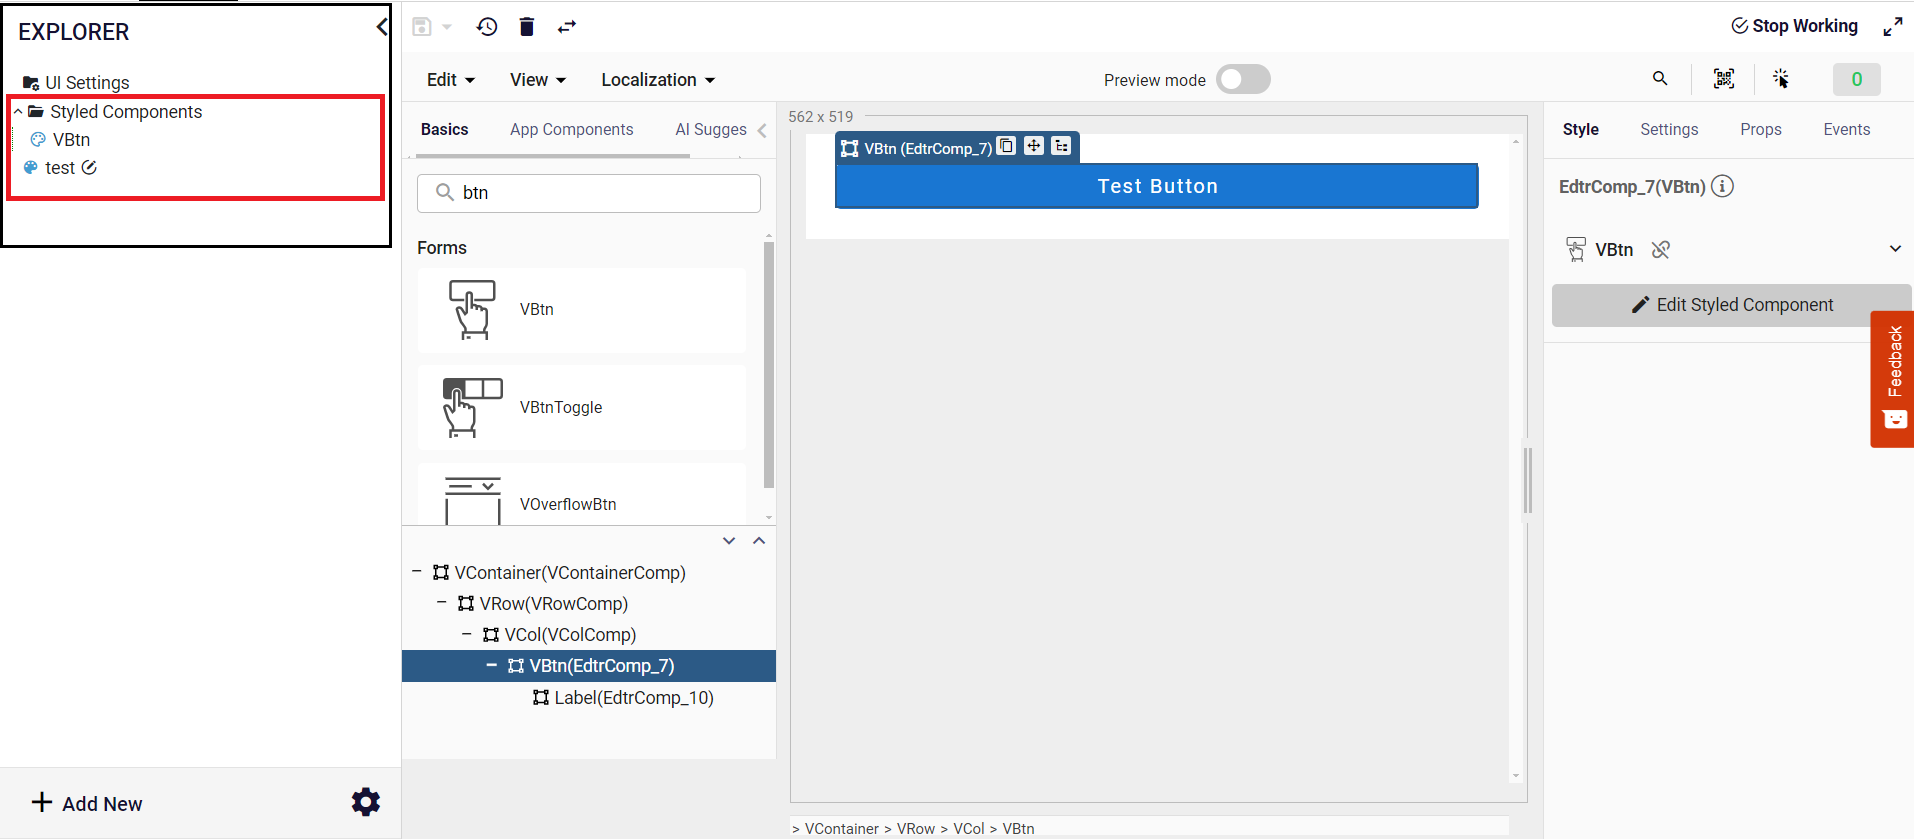 EXPLORER
UI Settings
Styled Components
VBtn
test
Add New
Stop Working
Edit
View
Localization
Preview mode
0
Basics
App Components
AI Sugges
btn
Forms
VBtn
VBtnToggle
VOverflowBtn
VContainer(VContainerComp)
VRow(VRowComp)
VCol(VColComp)
VBtn(EdtrComp_7)
Label(EdtrComp_10)
562 x 519
VBtn (EdtrComp_7)
Test Button
> VContainer > VRow > VCol > VBtn
Style
Settings
Props
Events
EdtrComp_7(VBtn)
VBtn
Edit Styled Component
Feedback